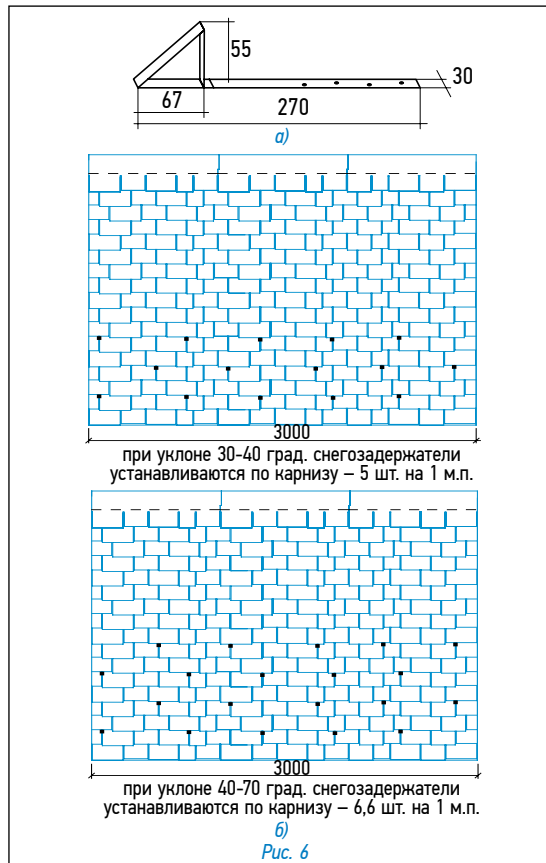 55
30
67
270
а)
3000
при уклоне 30-40 град. снегозадержатели
устанавливаются по карнизу – 5 шт. на 1 м.п.
3000
при уклоне 40-70 град. снегозадержатели
устанавливаются по карнизу – 6,6 шт. на 1 м.п.
б)
Рис. 6